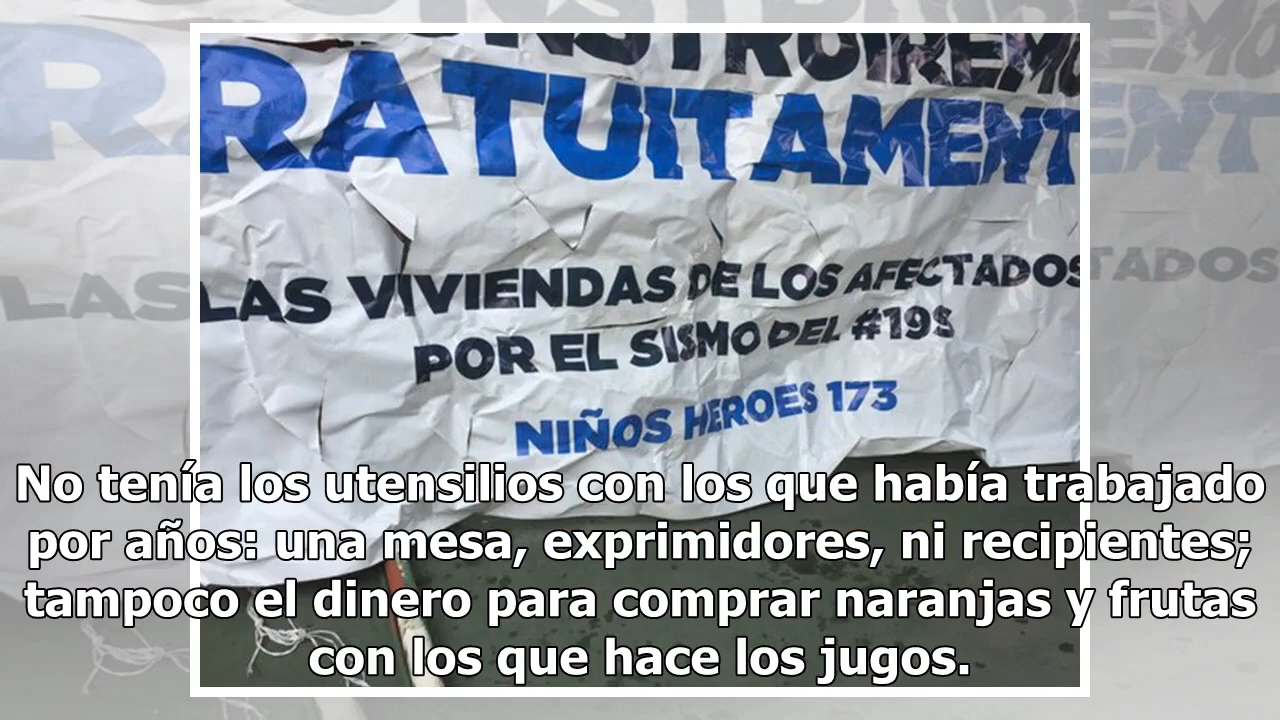 CONSTRUIREMO
RATUITAMENT
LAS VIVIENDAS DE LOS AFECTADOS
POR EL SISMO DEL #19S
NIÑOS HEROES 173
No tenía los utensilios con los que había trabajado
por años: una mesa, exprimidores, ni recipientes;
tampoco el dinero para comprar naranjas y frutas
con los que hace los jugos.